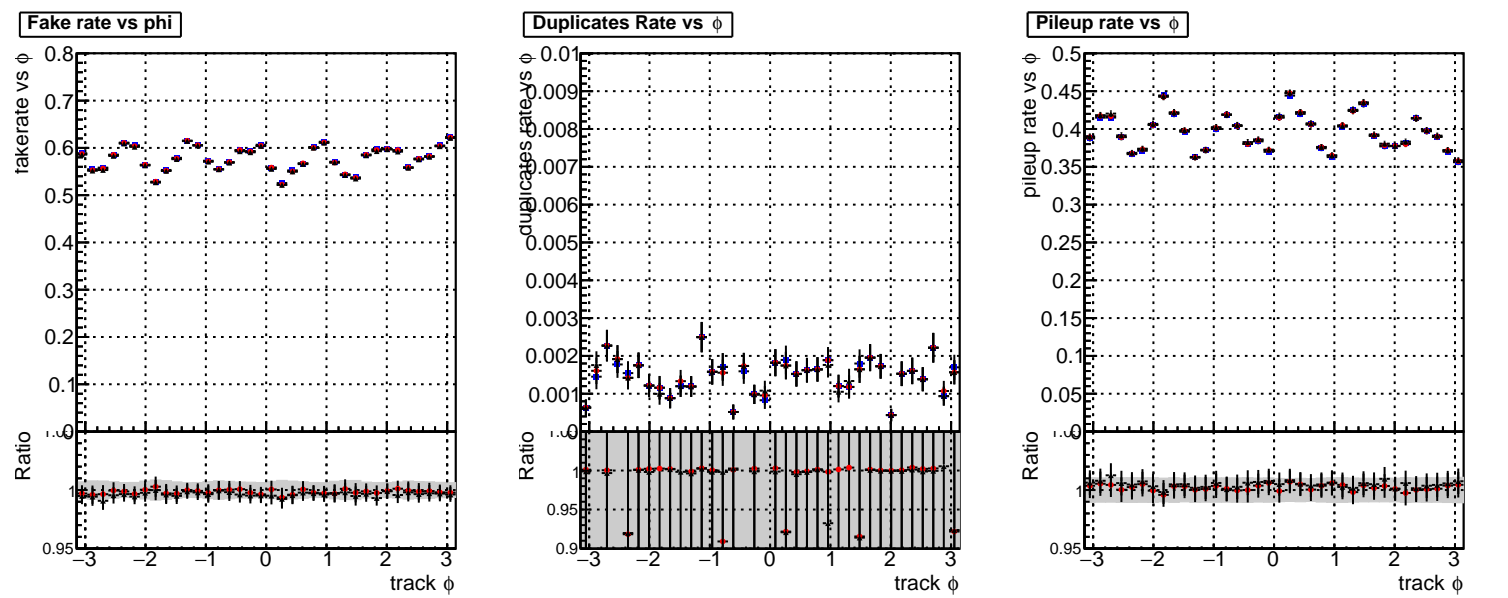 Fake rate vs phi
fakerate vs ϕ
0.8
0.7
0.6
0.5
0.4
0.3
0.2
0.1
0
Ratio
1
0.95
−3 −2 −1 0 1 2 3
track ϕ
Duplicates Rate vs ϕ
duplicates rate vs ϕ
0.01
0.009
0.008
0.007
0.006
0.005
0.004
0.003
0.002
0.001
0
Ratio
1
0.95
0.9
−3 −2 −1 0 1 2 3
track ϕ
Pileup rate vs ϕ
pileup rate vs ϕ
0.5
0.45
0.4
0.35
0.3
0.25
0.2
0.15
0.1
0.05
0
Ratio
1
0.95
−3 −2 −1 0 1 2 3
track ϕ